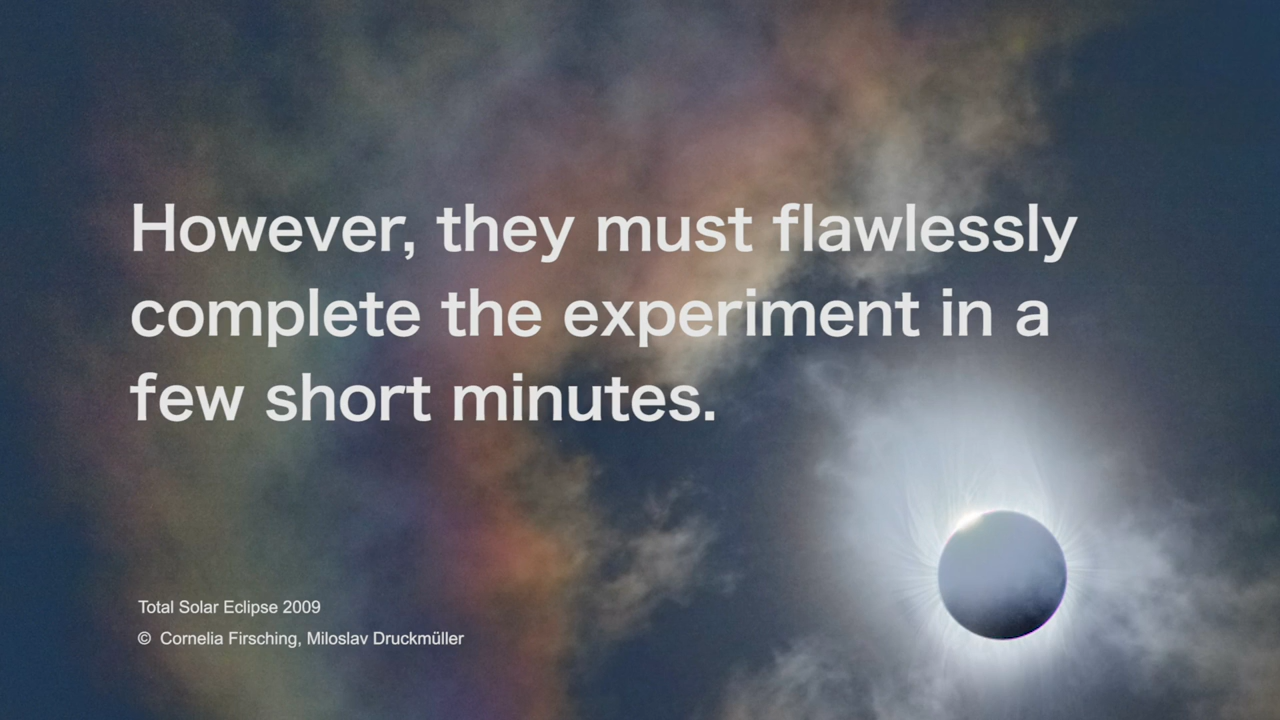 However, they must flawlessly
complete the experiment in a
few short minutes.
Total Solar Eclipse 2009
© Cornelia Firsching, Miloslav Druckmüller